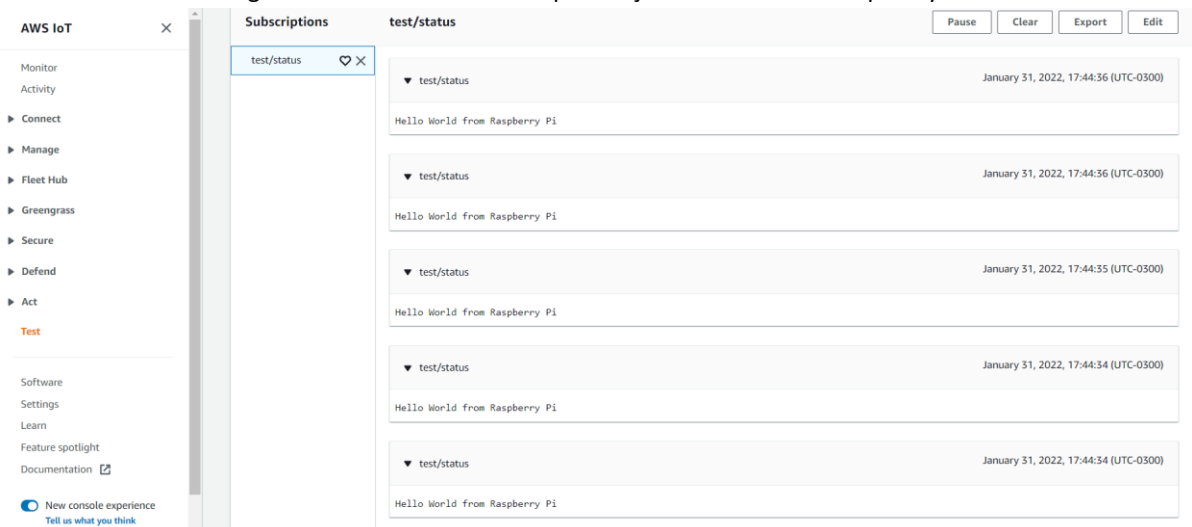 AWS IoT
Monitor
Activity
Connect
Manage
Fleet Hub
Greengrass
Secure
Defend
Act
Test
Software
Settings
Learn
Feature spotlight
Documentation
New console experience
Tell us what you think
Subscriptions
test/status
test/status
Pause Clear Export Edit
test/status January 31, 2022, 17:44:36 (UTC-0300)
Hello World from Raspberry Pi
test/status January 31, 2022, 17:44:36 (UTC-0300)
Hello World from Raspberry Pi
test/status January 31, 2022, 17:44:35 (UTC-0300)
Hello World from Raspberry Pi
test/status January 31, 2022, 17:44:34 (UTC-0300)
Hello World from Raspberry Pi
test/status January 31, 2022, 17:44:34 (UTC-0300)
Hello World from Raspberry Pi